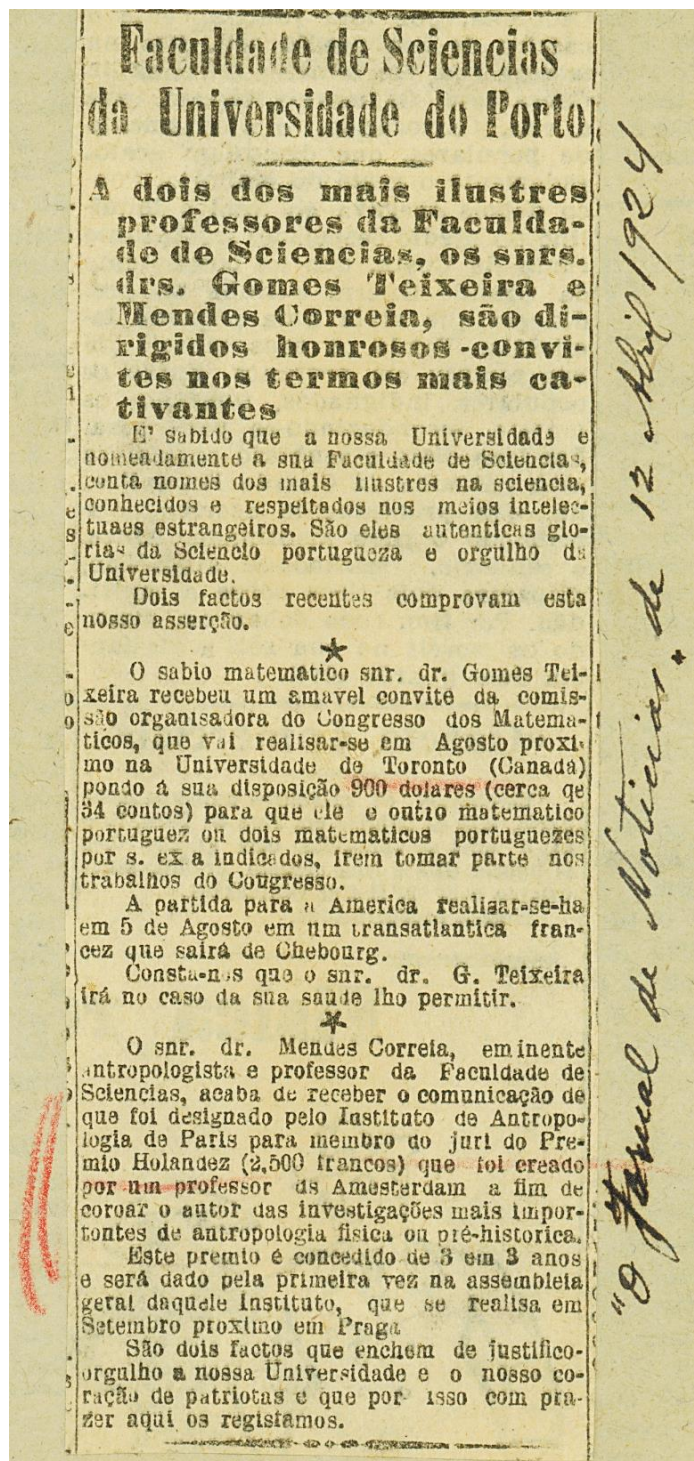 Faculdade de Sciencias
da Universidade do Porto
A dois dos mais ilustres
professores da Faculda-
de de Sciencias, os snrs.
drs. Gomes Teixeira e
Mendes Correia, são di-
rigidos honrosos -convi-
tes nos termos mais ca-
tivantes
E' sabido que a nossa Universidade e
nomeadamente a sua Faculdade de Sciencias,
conta nomes dos mais ilustres na sciencia,
conhecidos e respeitados nos meios intelec-
tuaes estrangeiros. São eles autenticas glo-
rias da Sciencio portugueza e orgulho da
Universidade.
Dois factos recentes comprovam esta
nosso asserção.
O sabio matematico snr. dr. Gomes Tei-
xeira recebeu um amavel convite da comis-
são organisadora do Congresso dos Matema-
ticos, que vai realisar-se em Agosto proxi-
mo na Universidade de Toronto (Canadá)
pondo á sua disposição 900 dolares (cerca qe
34 contos) para que ele e outro matematico
portuguez ou dois matematicos portuguezes
por s. ex a indicados, irem tomar parte nos
trabalhos do Congresso.
A partida para a America realisar-se-ha
em 5 de Agosto em um transatlantica fran-
cez que sairá de Chebourg.
Consta-nos que o snr. dr. G. Teixeira
irá no caso da sua saude lho permitir.
O snr. dr. Mendes Correia, eminente
antropologista e professor da Faculdade de
Sciencias, acaba de receber o comunicação de
que foi designado pelo Instituto de Antropo-
logia de Paris para membro do juri do Pre-
mio Holandez (2,500 francos) que foi creado
por um professor ds Amesterdam a fim de
coroar o autor das investigações mais impor-
tontes de antropologia fisica ou pré-historica.
Este premio é concedido de 3 em 3 anos
e será dado pela primeira vez na assembleia
geral daquele Instituto, que se realisa em
Setembro proximo em Praga
São dois factos que enchem de justifico-
orgulho a nossa Universidade e o nosso co-
ração de patriotas e que por isso com pra-
zer aqui os registamos.
"O Jornal de Noticias" de 12 Abril 1924